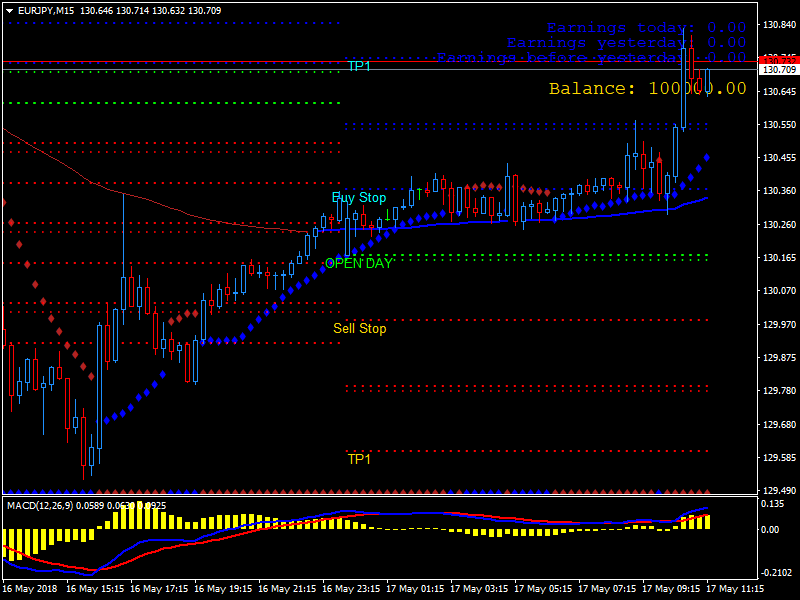 EURJPY,M15 130.646 130.714 130.632 130.709
Earnings today: 0.00
Earnings yesterday: 0.00
Earnings before yesterday: 0.00
Balance: 100000.00
TP1
Buy Stop
OPEN DAY
Sell Stop
TP1
130.840
130.745
130.732
130.709
130.645
130.550
130.455
130.360
130.260
130.165
130.070
129.970
129.875
129.780
129.680
129.585
129.490
MACD(12,26,9) 0.0589 0.0630 0.0925
0.135
0.00
-0.2102
16 May 2018 16 May 15:15 16 May 17:15 16 May 19:15 16 May 21:15 16 May 23:15 17 May 01:15 17 May 03:15 17 May 05:15 17 May 07:15 17 May 09:15 17 May 11:15